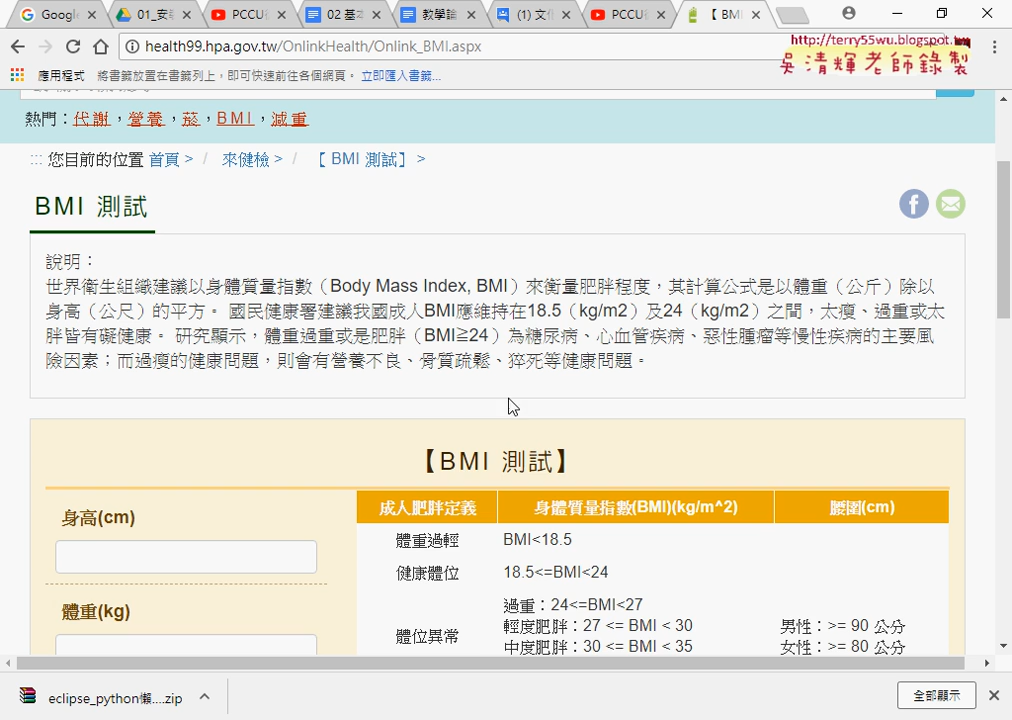 Google
01_安
PCCU
02 基本
教學論
(1) 文化
PCCU
【 BMI
health99.hpa.gov.tw/OnlinkHealth/Onlink_BMI.aspx
http://terry55wu.blogspot.tw
吳清輝老師錄製
應用程式 將書籤放置在書籤列上，即可快速前往各個網頁。 立即匯入書籤...
熱門：代謝，營養，菸，BMI，減重
::: 您目前的位置 首頁 > / 來健檢 > / 【 BMI 測試】 >
BMI 測試
說明：
世界衛生組織建議以身體質量指數（Body Mass Index, BMI）來衡量肥胖程度，其計算公式是以體重（公斤）除以
身高（公尺）的平方。 國民健康署建議我國成人BMI應維持在18.5（kg/m2）及24（kg/m2）之間，太瘦、過重或太
胖皆有礙健康。 研究顯示，體重過重或是肥胖（BMI≧24）為糖尿病、心血管疾病、惡性腫瘤等慢性疾病的主要風
險因素；而過瘦的健康問題，則會有營養不良、骨質疏鬆、猝死等健康問題。
【BMI 測試】
身高(cm)
體重(kg)
成人肥胖定義 身體質量指數(BMI)(kg/m^2) 腰圍(cm)
體重過輕 BMI<18.5
健康體位 18.5<=BMI<24
過重：24<=BMI<27
輕度肥胖：27 <= BMI < 30 男性：>= 90 公分
體位異常
中度肥胖：30 <= BMI < 35 女性：>= 80 公分
eclipse_python懶....zip
全部顯示